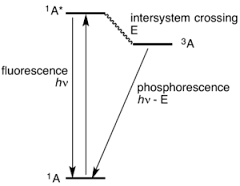 ¹A*
intersystem crossing
E
³A
fluorescence
hν
phosphorescence
hν - E
¹A